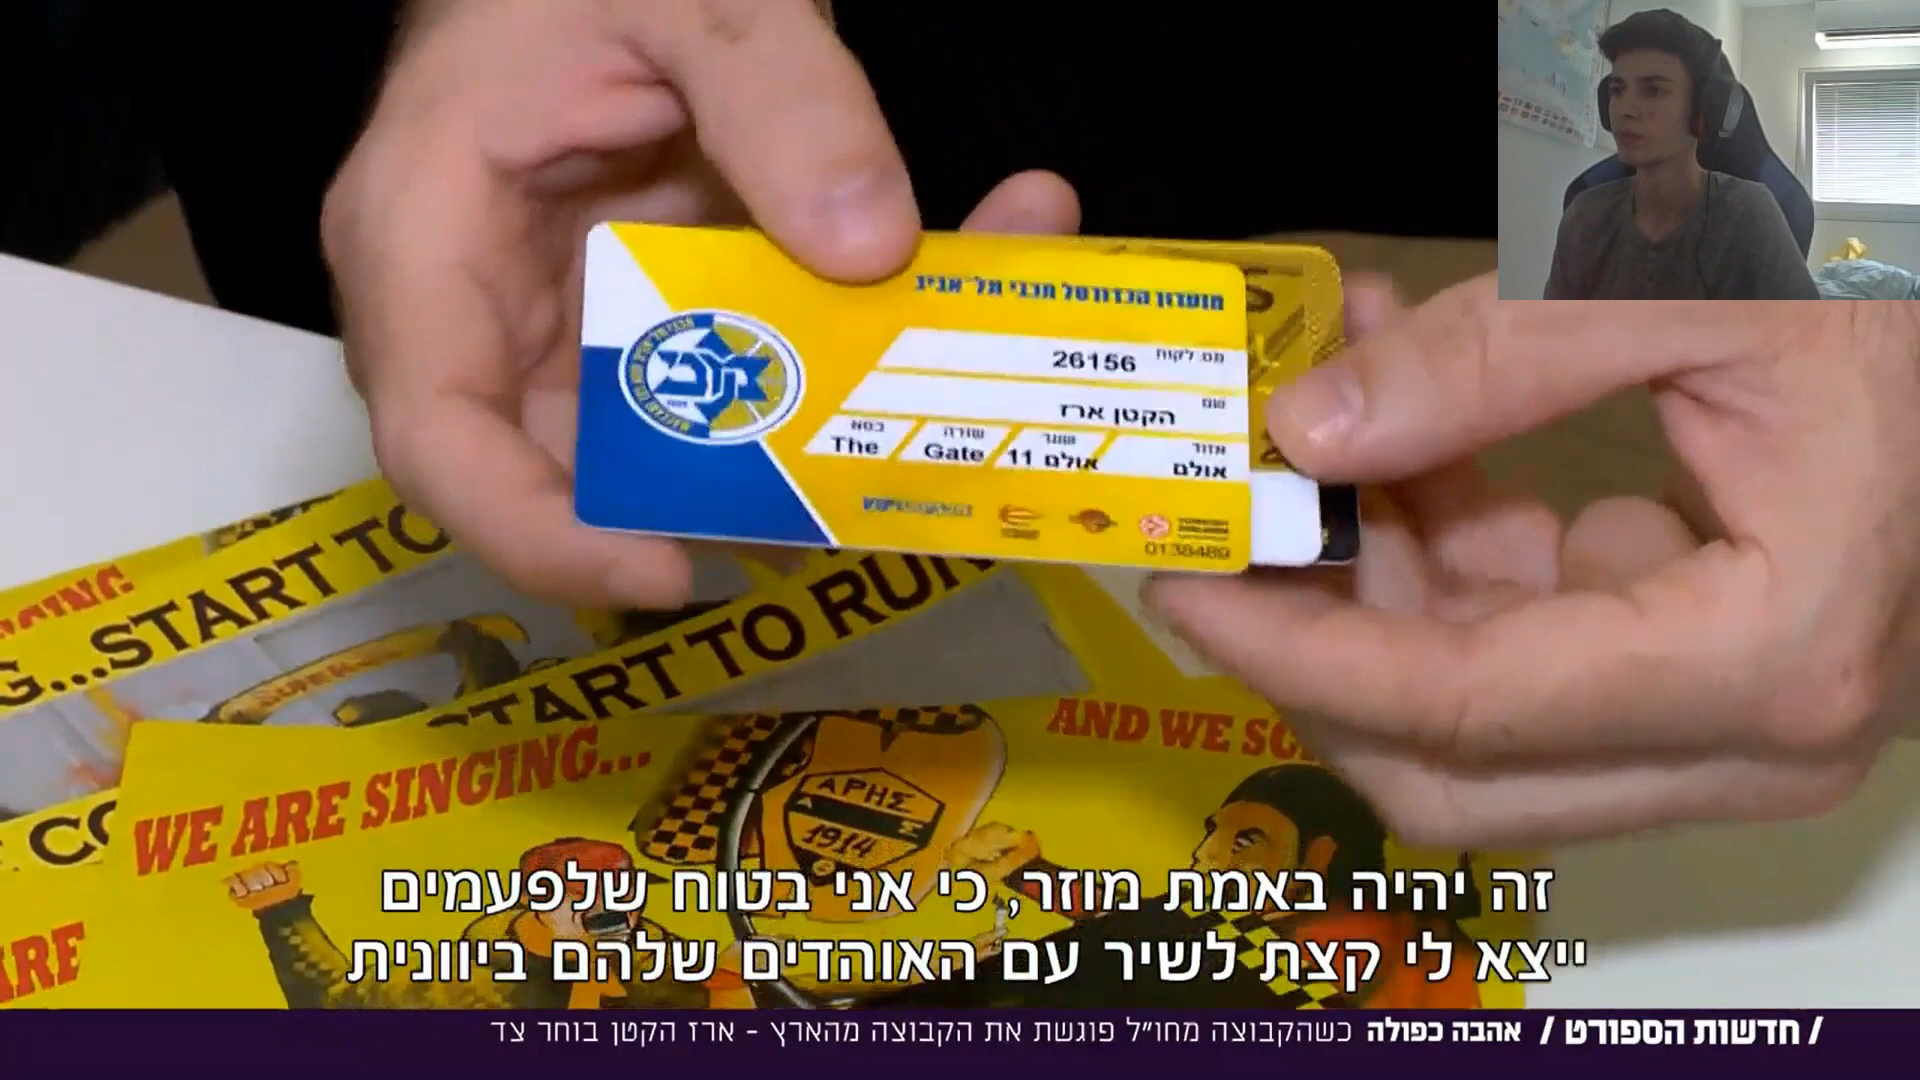 מועדון הכדורסל מכבי תל-אביב
מס. לקוח 26156
שם
הקטן ארז
אזור שער שורה כסא
אולם אולם 11 Gate The
0138489
...START TO
START TO RUN
WE ARE SINGING...
AND WE SC
ΑΡΗΣ
1914
ARE
זה יהיה באמת מוזר, כי אני בטוח שלפעמים
ייצא לי קצת לשיר עם האוהדים שלהם ביוונית
/ חדשות הספורט / אהבה כפולה כשהקבוצה מחו״ל פוגשת את הקבוצה מהארץ - ארז הקטן בוחר צד